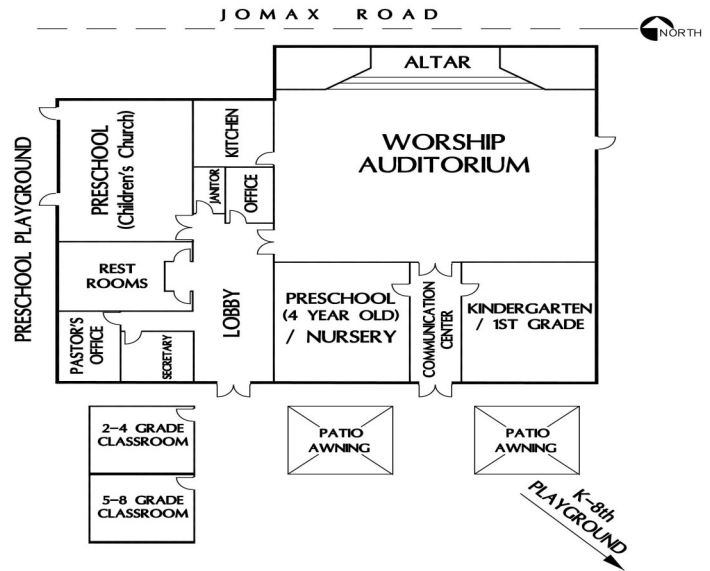 JOMAX ROAD
NORTH
ALTAR
WORSHIP
AUDITORIUM
KITCHEN
PRESCHOOL
(Children's Church)
PRESCHOOL PLAYGROUND
JANITOR
OFFICE
REST
ROOMS
LOBBY
PRESCHOOL
(4 YEAR OLD)
/ NURSERY
COMMUNICATION
CENTER
KINDERGARTEN
/ 1ST GRADE
PASTOR'S
OFFICE
SECRETARY
2-4 GRADE
CLASSROOM
PATIO
AWNING
PATIO
AWNING
5-8 GRADE
CLASSROOM
K-8th
PLAYGROUND